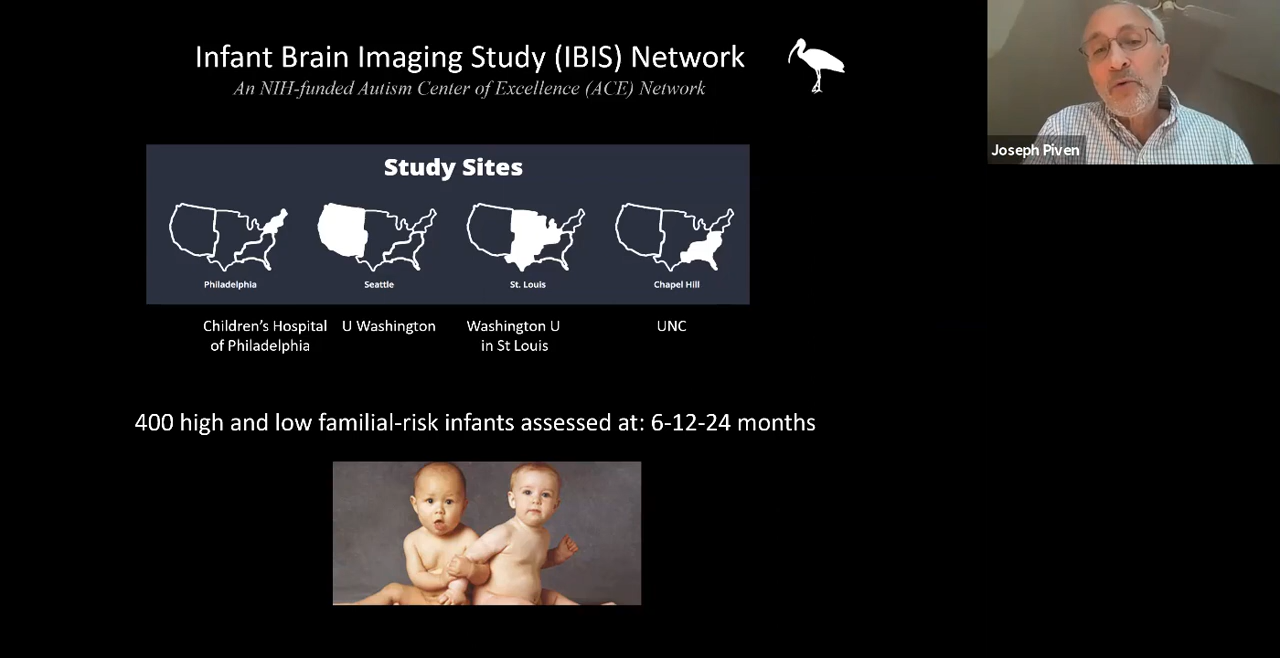 Infant Brain Imaging Study (IBIS) Network
An NIH-funded Autism Center of Excellence (ACE) Network
Joseph Piven
Study Sites
Philadelphia
Seattle
St. Louis
Chapel Hill
Children’s Hospital
of Philadelphia
U Washington
Washington U
in St Louis
UNC
400 high and low familial-risk infants assessed at: 6-12-24 months